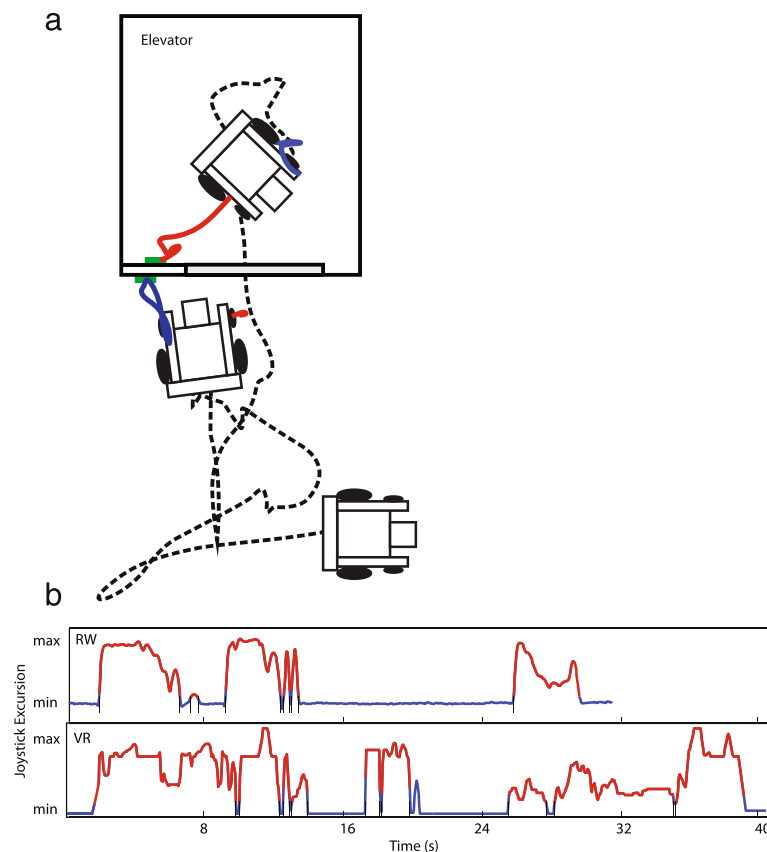 a
Elevator
b
Joystick Excursion
max
RW
min
max
VR
min
8
16
24
32
40
Time (s)